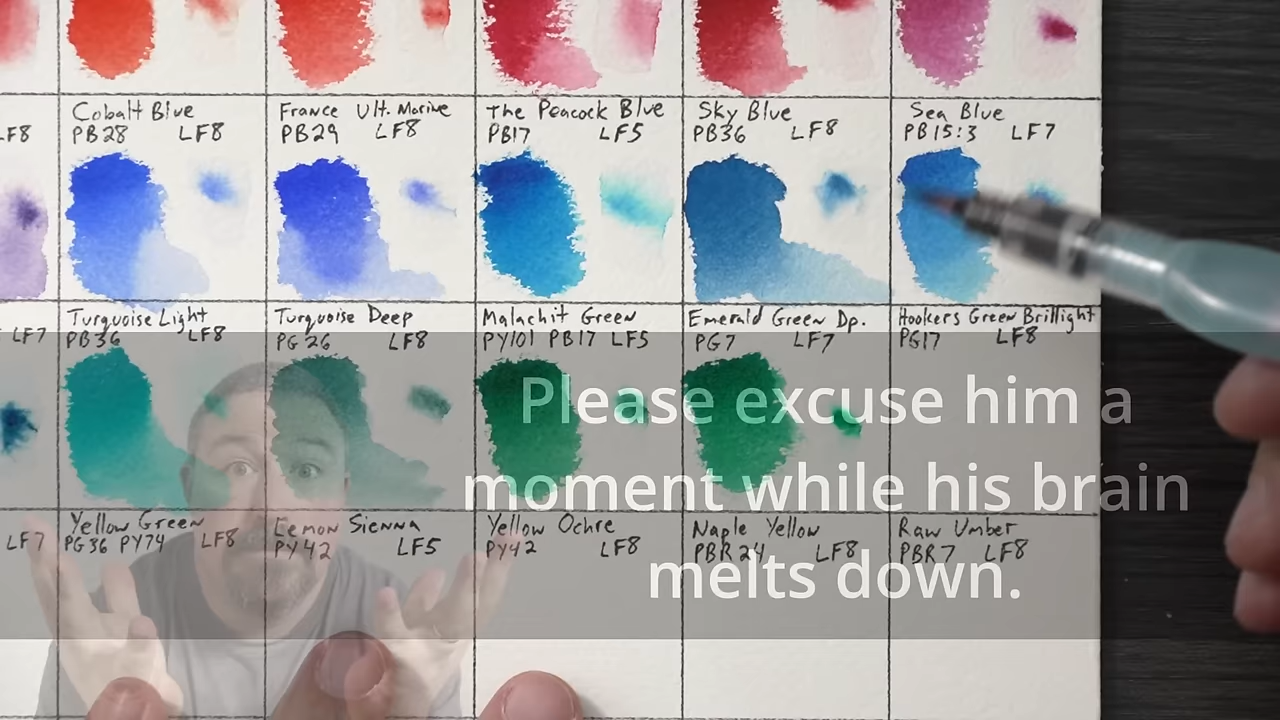 LF8
Cobalt Blue
PB28 LF8
France Ult. Marine
PB29 LF8
The Peacock Blue
PB17 LF5
Sky Blue
PB36 LF8
Sea Blue
PB15:3 LF7
LF7
Turquoise Light
PB36 LF8
Turquoise Deep
PG26 LF8
Malachit Green
PY101 PB17 LF5
Emerald Green Dp.
PG7 LF7
Hookers Green Brillight
PG17 LF8
Please excuse him a
moment while his brain
melts down.
LF7
Yellow Green
PG36 PY74 LF8
Lemon Sienna
PY42 LF5
Yellow Ochre
PY42 LF8
Naple Yellow
PBR24 LF8
Raw Umber
PBR7 LF8